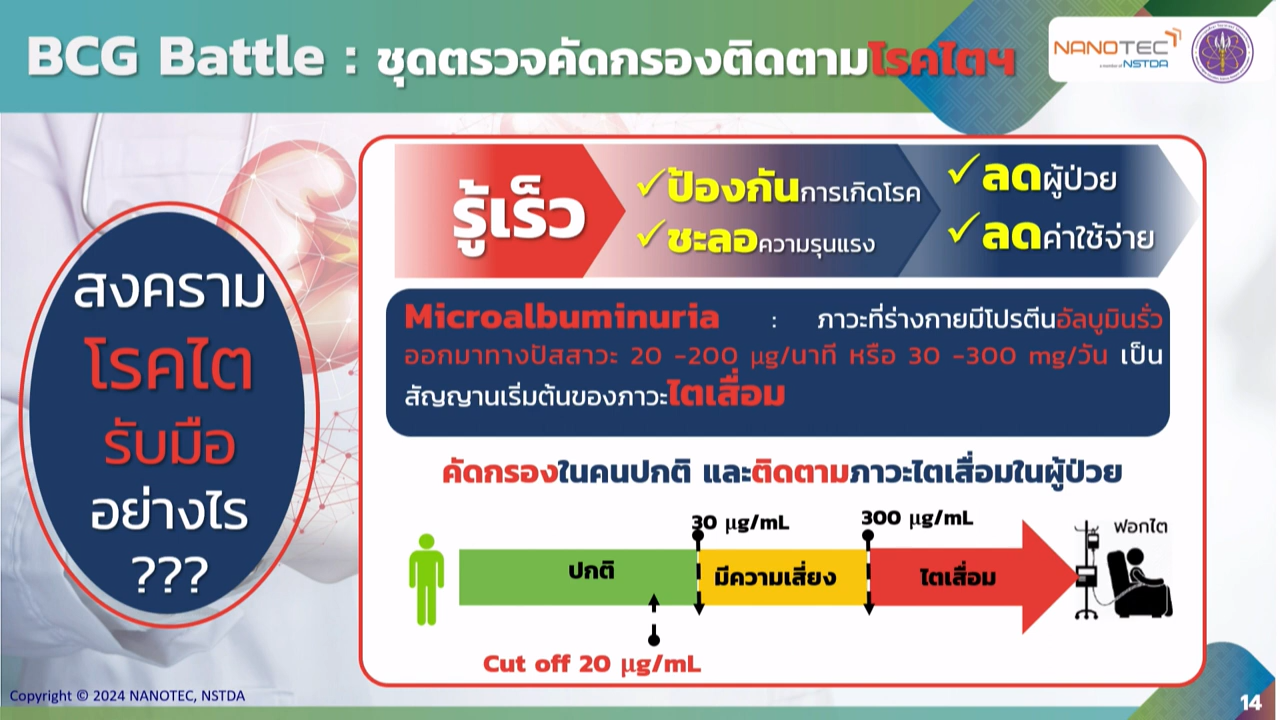 BCG Battle : ชุดตรวจคัดกรองติดตามโรคไตฯ
NANOTEC
a member of NSTDA
สงคราม
โรคไต
รับมือ
อย่างไร
???
รู้เร็ว
✓ป้องกันการเกิดโรค
✓ชะลอความรุนแรง
✓ลดผู้ป่วย
✓ลดค่าใช้จ่าย
Microalbuminuria : ภาวะที่ร่างกายมีโปรตีนอัลบูมินรั่ว
ออกมาทางปัสสาวะ 20 -200 µg/นาที หรือ 30 -300 mg/วัน เป็น
สัญญานเริ่มต้นของภาวะไตเสื่อม
คัดกรองในคนปกติ และติดตามภาวะไตเสื่อมในผู้ป่วย
30 µg/mL
300 µg/mL
ฟอกไต
ปกติ
มีความเสี่ยง
ไตเสื่อม
Cut off 20 µg/mL
Copyright © 2024 NANOTEC, NSTDA
14